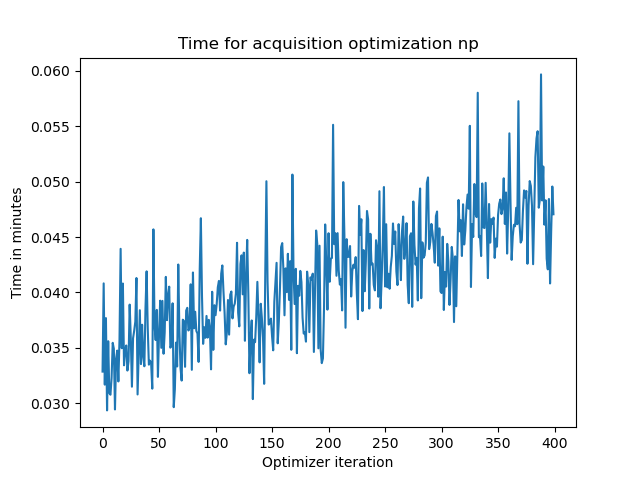 Time for acquisition optimization np
0.060
0.055
0.050
0.045
0.040
0.035
0.030
Time in minutes
0 50 100 150 200 250 300 350 400
Optimizer iteration